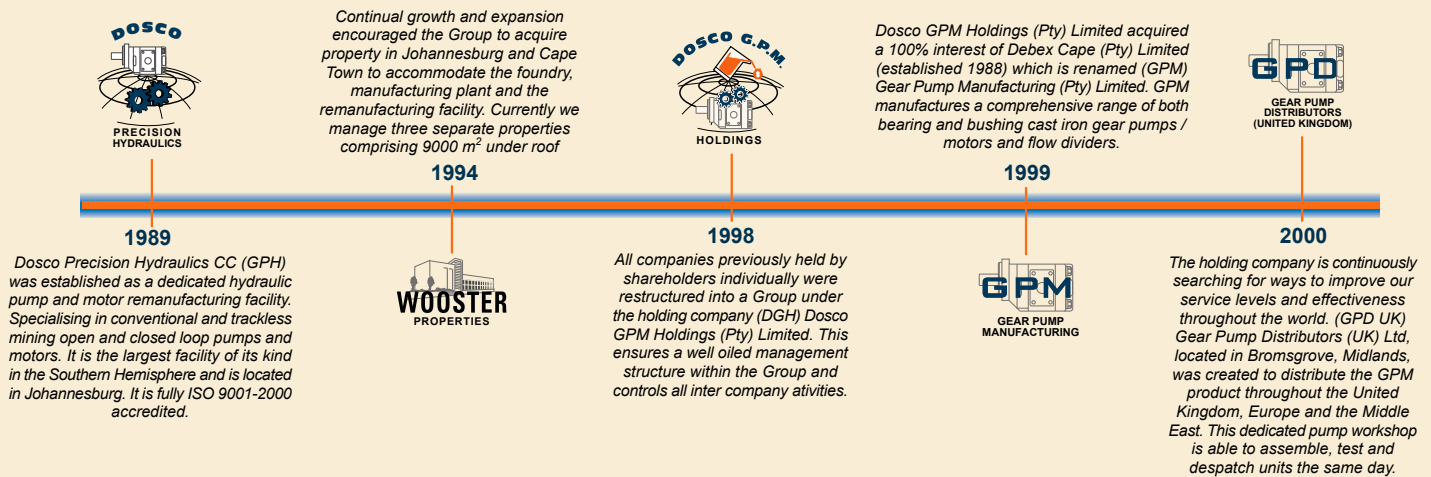 DOSCO
PRECISION
HYDRAULICS
1989
Dosco Precision Hydraulics CC (GPH)
was established as a dedicated hydraulic
pump and motor remanufacturing facility.
Specialising in conventional and trackless
mining open and closed loop pumps and
motors. It is the largest facility of its kind
in the Southern Hemisphere and is located
in Johannesburg. It is fully ISO 9001-2000
accredited.
Continual growth and expansion
encouraged the Group to acquire
property in Johannesburg and Cape
Town to accommodate the foundry,
manufacturing plant and the
remanufacturing facility. Currently we
manage three separate properties
comprising 9000 m² under roof
1994
WOOSTER
PROPERTIES
DOSCO G.P.M.
HOLDINGS
1998
All companies previously held by
shareholders individually were
restructured into a Group under
the holding company (DGH) Dosco
GPM Holdings (Pty) Limited. This
ensures a well oiled management
structure within the Group and
controls all inter company ativities.
Dosco GPM Holdings (Pty) Limited acquired
a 100% interest of Debex Cape (Pty) Limited
(established 1988) which is renamed (GPM)
Gear Pump Manufacturing (Pty) Limited. GPM
manufactures a comprehensive range of both
bearing and bushing cast iron gear pumps /
motors and flow dividers.
1999
GPM
GEAR PUMP
MANUFACTURING
GPD
GEAR PUMP
DISTRIBUTORS
(UNITED KINGDOM)
2000
The holding company is continuously
searching for ways to improve our
service levels and effectiveness
throughout the world. (GPD UK)
Gear Pump Distributors (UK) Ltd,
located in Bromsgrove, Midlands,
was created to distribute the GPM
product throughout the United
Kingdom, Europe and the Middle
East. This dedicated pump workshop
is able to assemble, test and
despatch units the same day.